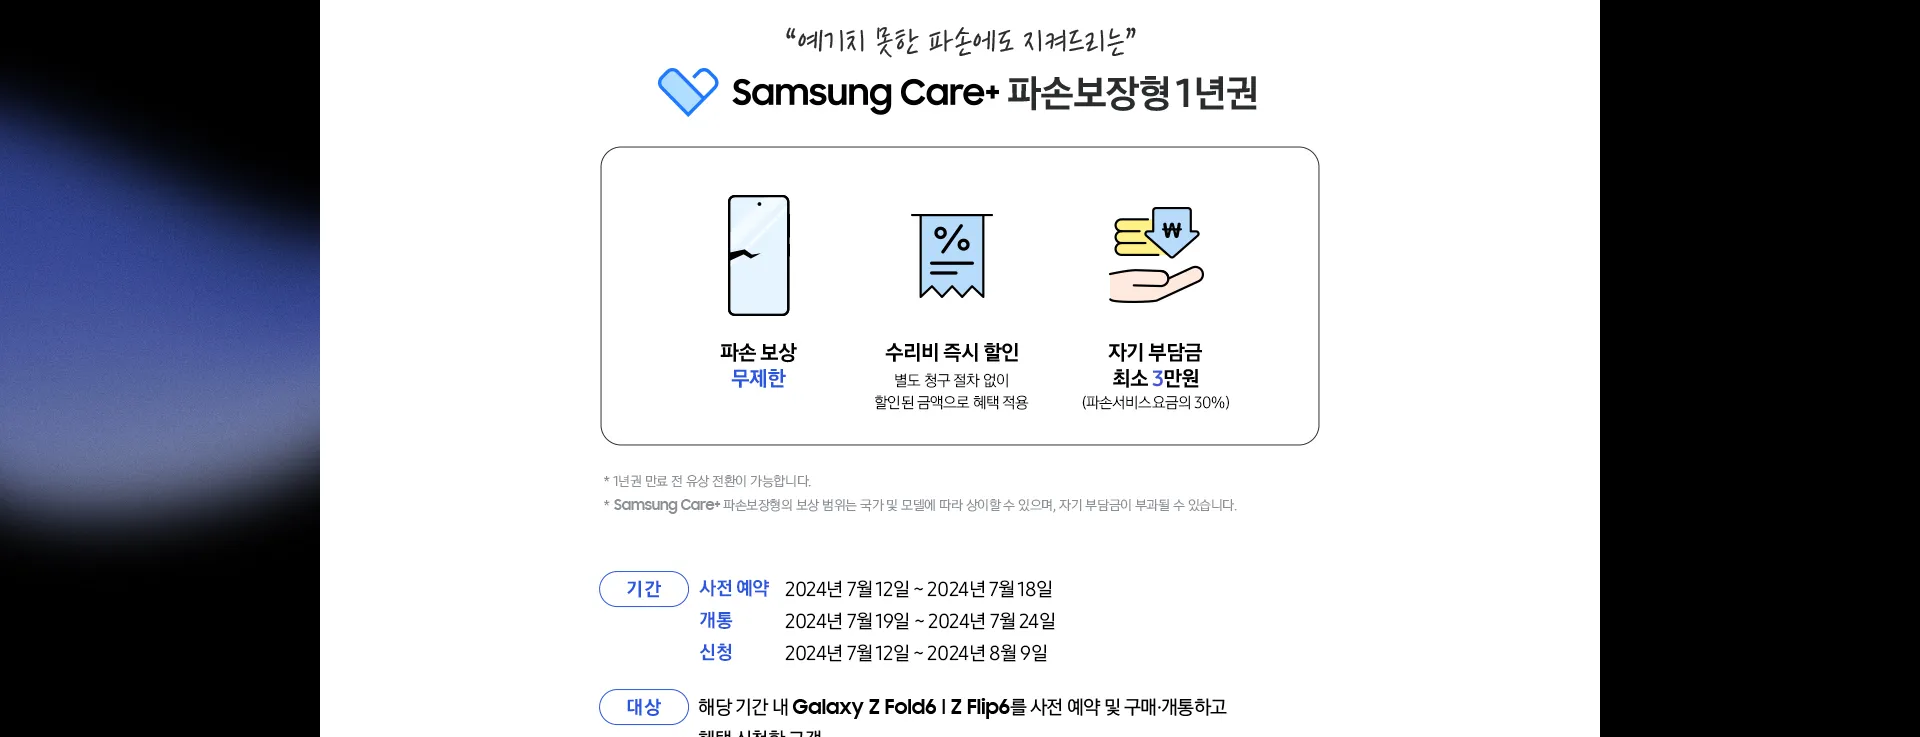 “예기치 못한 파손에도 지켜드리는”
Samsung Care+ 파손보장형 1년권
파손 보상
무제한
%
수리비 즉시 할인
별도 청구 절차 없이
할인된 금액으로 혜택 적용
₩
자기 부담금
최소 3만원
(파손서비스요금의 30%)
* 1년권 만료 전 유상 전환이 가능합니다.
* Samsung Care+ 파손보장형의 보상 범위는 국가 및 모델에 따라 상이할 수 있으며, 자기 부담금이 부과될 수 있습니다.
기간 사전 예약 2024년 7월 12일 ~ 2024년 7월 18일
개통 2024년 7월 19일 ~ 2024년 7월 24일
신청 2024년 7월 12일 ~ 2024년 8월 9일
대상 해당 기간 내 Galaxy Z Fold6 l Z Flip6를 사전 예약 및 구매·개통하고
혜택 신청한 고객